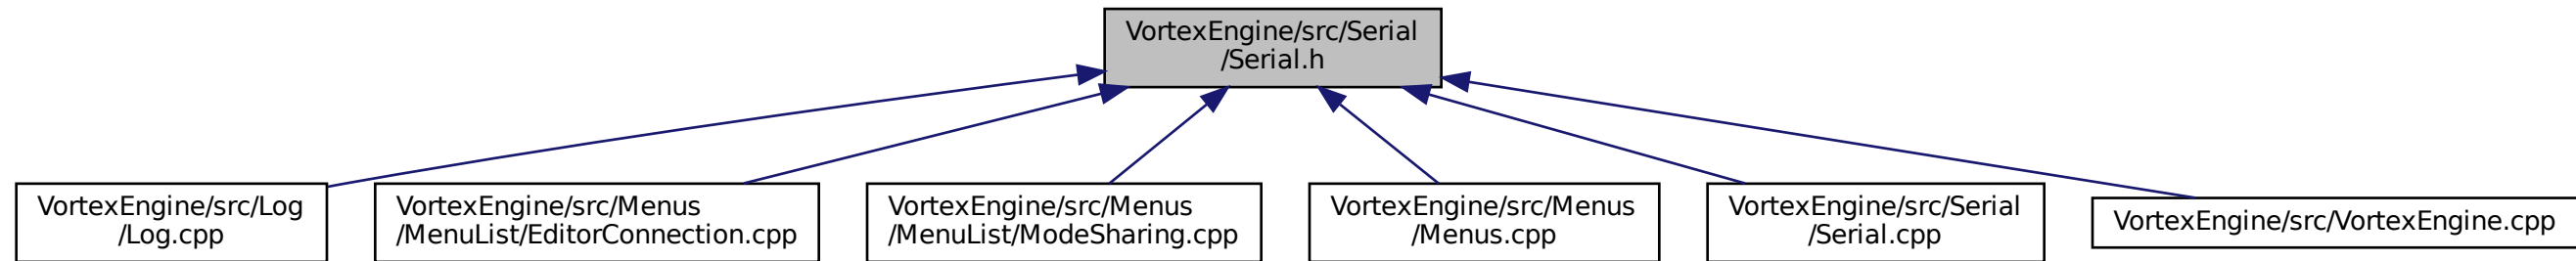 VortexEngine/src/Serial
/Serial.h
VortexEngine/src/Log
/Log.cpp
VortexEngine/src/Menus
/MenuList/EditorConnection.cpp
VortexEngine/src/Menus
/MenuList/ModeSharing.cpp
VortexEngine/src/Menus
/Menus.cpp
VortexEngine/src/Serial
/Serial.cpp
VortexEngine/src/VortexEngine.cpp